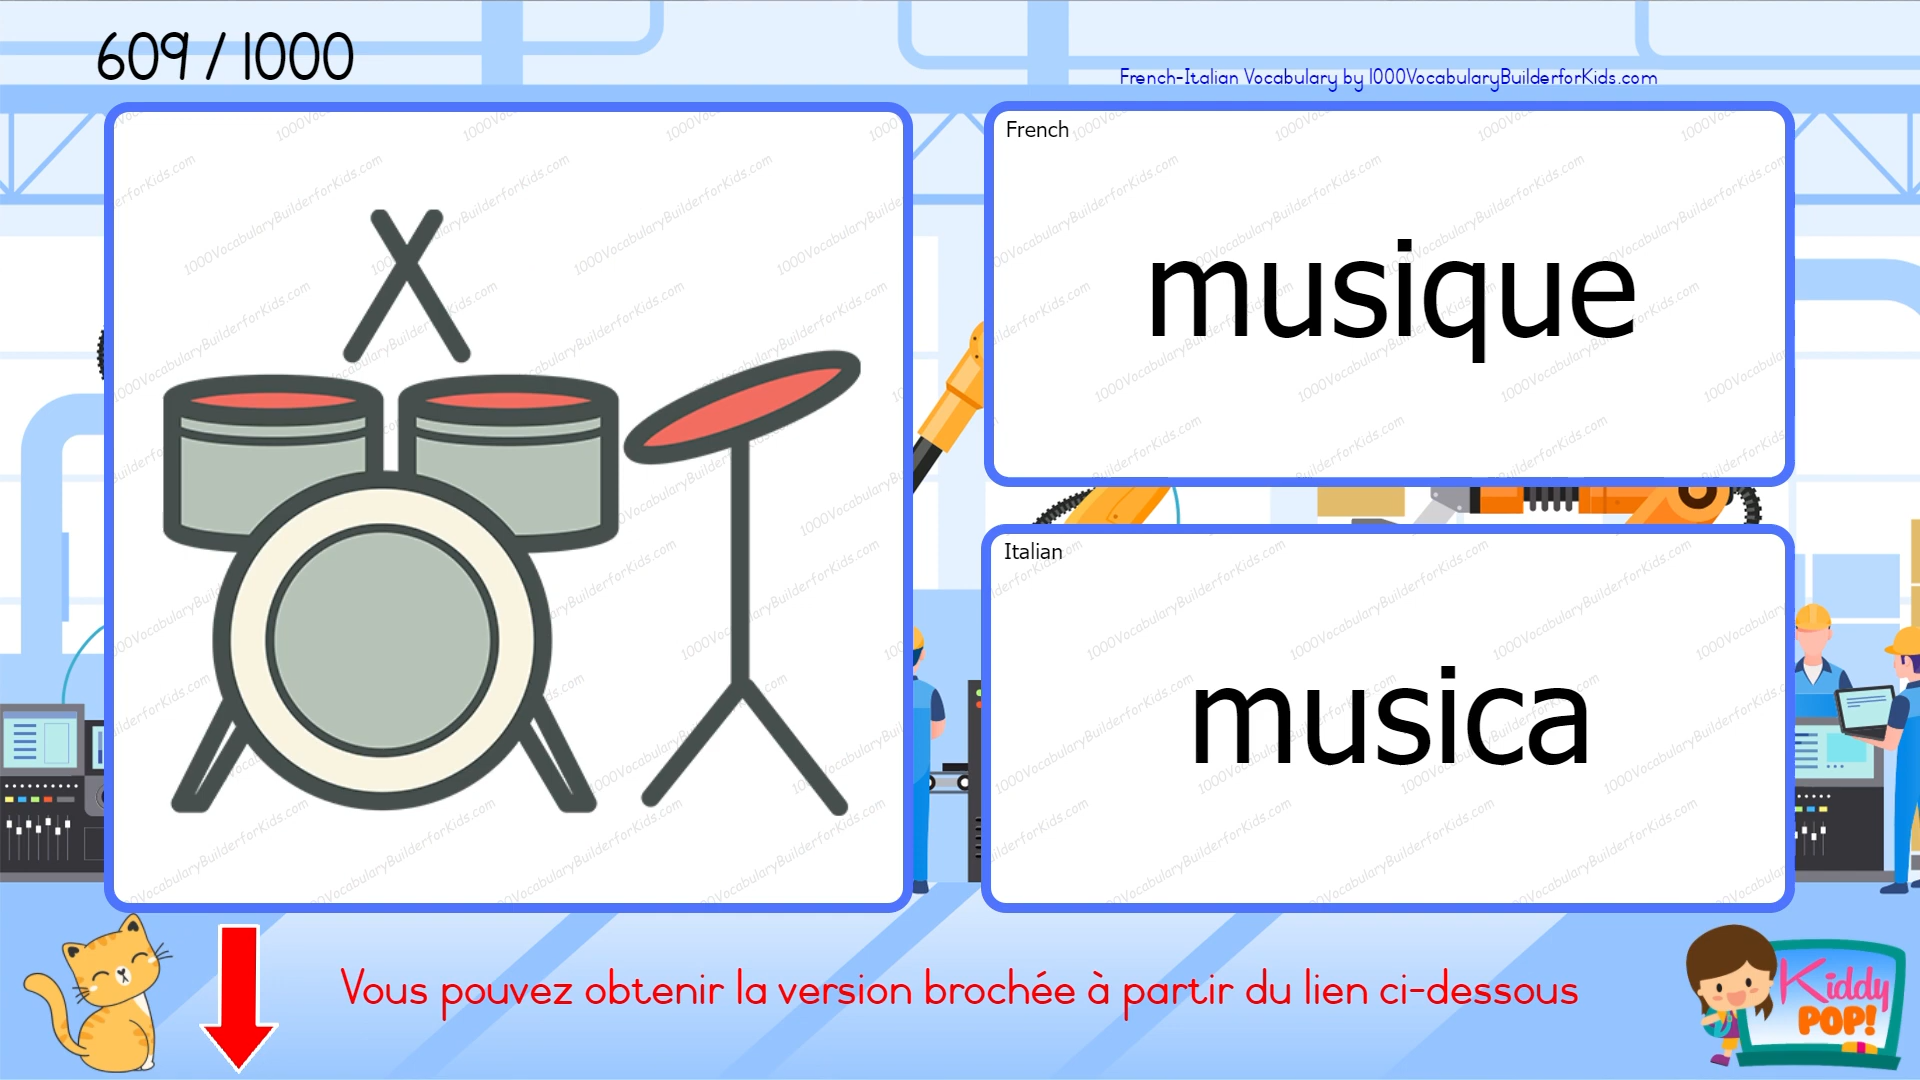 609 / 1000
French-Italian Vocabulary by 1000VocabularyBuilderforKids.com
French
musique
Italian
musica
Vous pouvez obtenir la version brochée à partir du lien ci-dessous
Kiddy
POP!